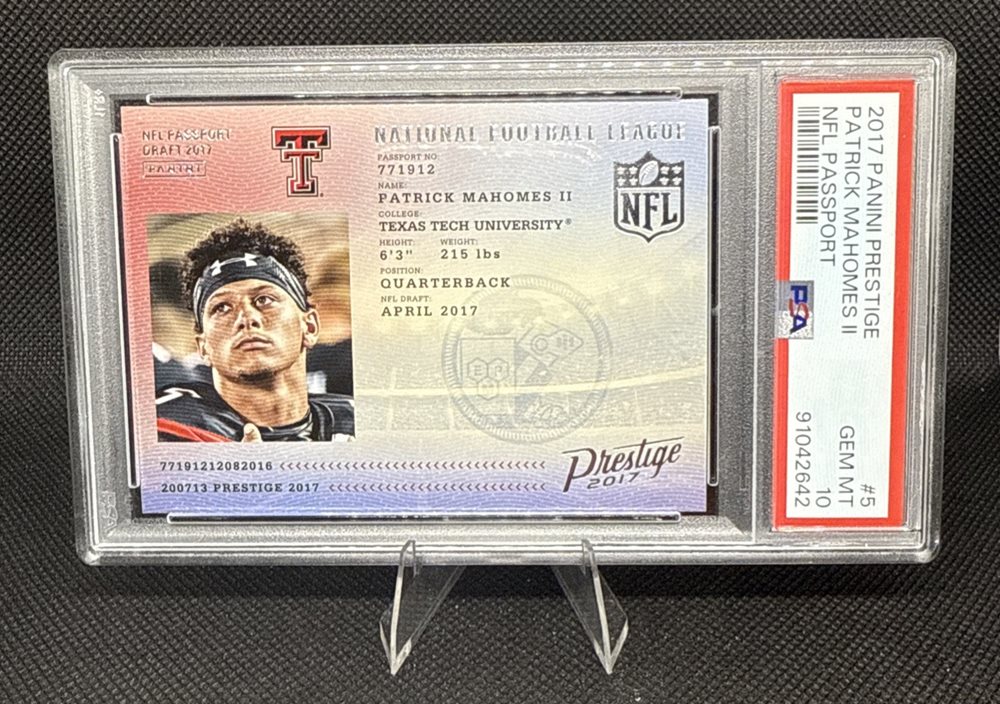 NFL PASSPORT
DRAFT 2017
PANINI
T
NATIONAL FOOTBALL LEAGUE
PASSPORT NO:
771912
NAME:
PATRICK MAHOMES II
COLLEGE:
TEXAS TECH UNIVERSITY®
HEIGHT: WEIGHT:
6'3" 215 lbs
POSITION:
QUARTERBACK
NFL DRAFT:
APRIL 2017
NFL
77191212082016 <<<<<<<<<<<<<<<<<<<<<<<<<<<<<<
200713 PRESTIGE 2017 <<<<<<<<<<<<<<<<<<<<<<
Prestige
2017
2017 PANINI PRESTIGE #5
PATRICK MAHOMES II GEM MT
NFL PASSPORT 10
PSA 91042642